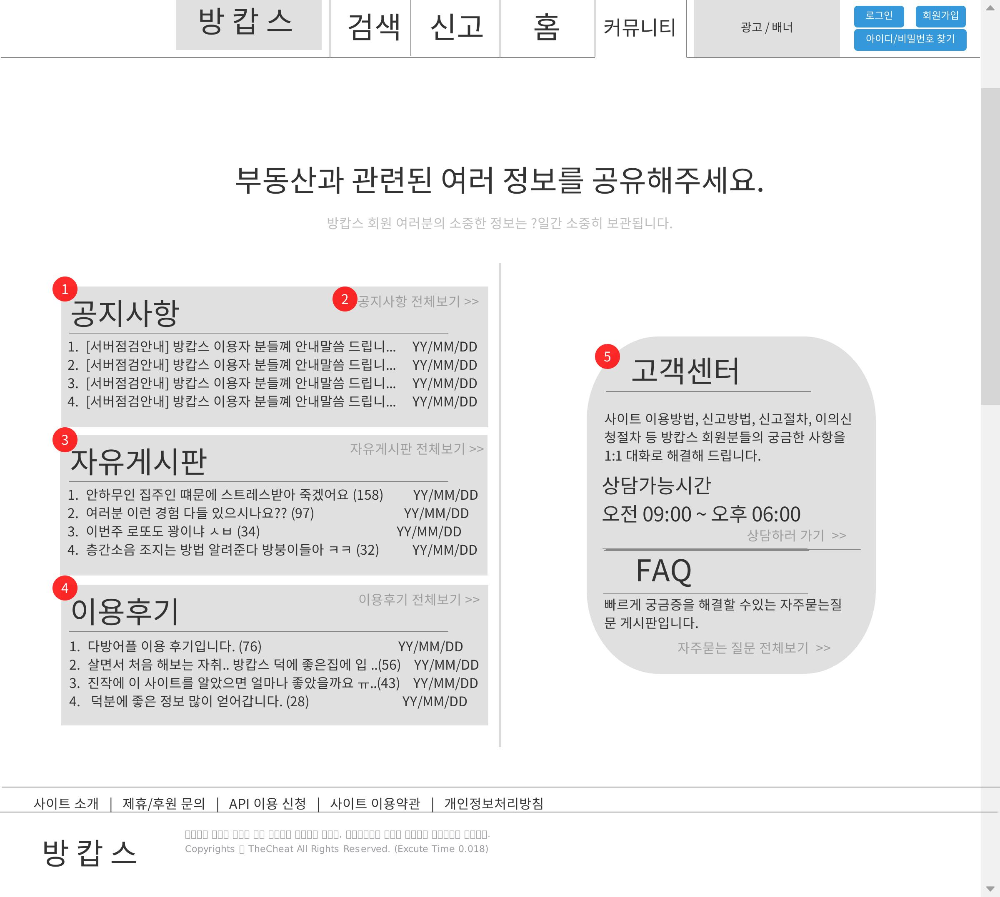 방 캅 스
검색
신고
홈
커뮤니티
광고 / 배너
로그인
회원가입
아이디/비밀번호 찾기
부동산과 관련된 여러 정보를 공유해주세요.
방캅스 회원 여러분의 소중한 정보는 ?일간 소중히 보관됩니다.
1
공지사항
2
공지사항 전체보기 >>
1. [서버점검안내] 방캅스 이용자 분들꼐 안내말씀 드립니... YY/MM/DD
2. [서버점검안내] 방캅스 이용자 분들꼐 안내말씀 드립니... YY/MM/DD
3. [서버점검안내] 방캅스 이용자 분들꼐 안내말씀 드립니... YY/MM/DD
4. [서버점검안내] 방캅스 이용자 분들꼐 안내말씀 드립니... YY/MM/DD
3
자유게시판
자유게시판 전체보기 >>
1. 안하무인 집주인 떄문에 스트레스받아 죽겠어요 (158) YY/MM/DD
2. 여러분 이런 경험 다들 있으시나요?? (97) YY/MM/DD
3. 이번주 로또도 꽝이냐 ㅅㅂ (34) YY/MM/DD
4. 층간소음 조지는 방법 알려준다 방붕이들아 ㅋㅋ (32) YY/MM/DD
4
이용후기
이용후기 전체보기 >>
1. 다방어플 이용 후기입니다. (76) YY/MM/DD
2. 살면서 처음 해보는 자취.. 방캅스 덕에 좋은집에 입 ..(56) YY/MM/DD
3. 진작에 이 사이트를 알았으면 얼마나 좋았을까요 ㅠ..(43) YY/MM/DD
4. 덕분에 좋은 정보 많이 얻어갑니다. (28) YY/MM/DD
5
고객센터
사이트 이용방법, 신고방법, 신고절차, 이의신
청절차 등 방캅스 회원분들의 궁금한 사항을
1:1 대화로 해결해 드립니다.
상담가능시간
오전 09:00 ~ 오후 06:00
상담하러 가기 >>
FAQ
빠르게 궁금증을 해결할 수있는 자주묻는질
문 게시판입니다.
자주묻는 질문 전체보기 >>
사이트 소개 | 제휴/후원 문의 | API 이용 신청 | 사이트 이용약관 | 개인정보처리방침
방 캅 스
Copyrights TheCheat All Rights Reserved. (Excute Time 0.018)